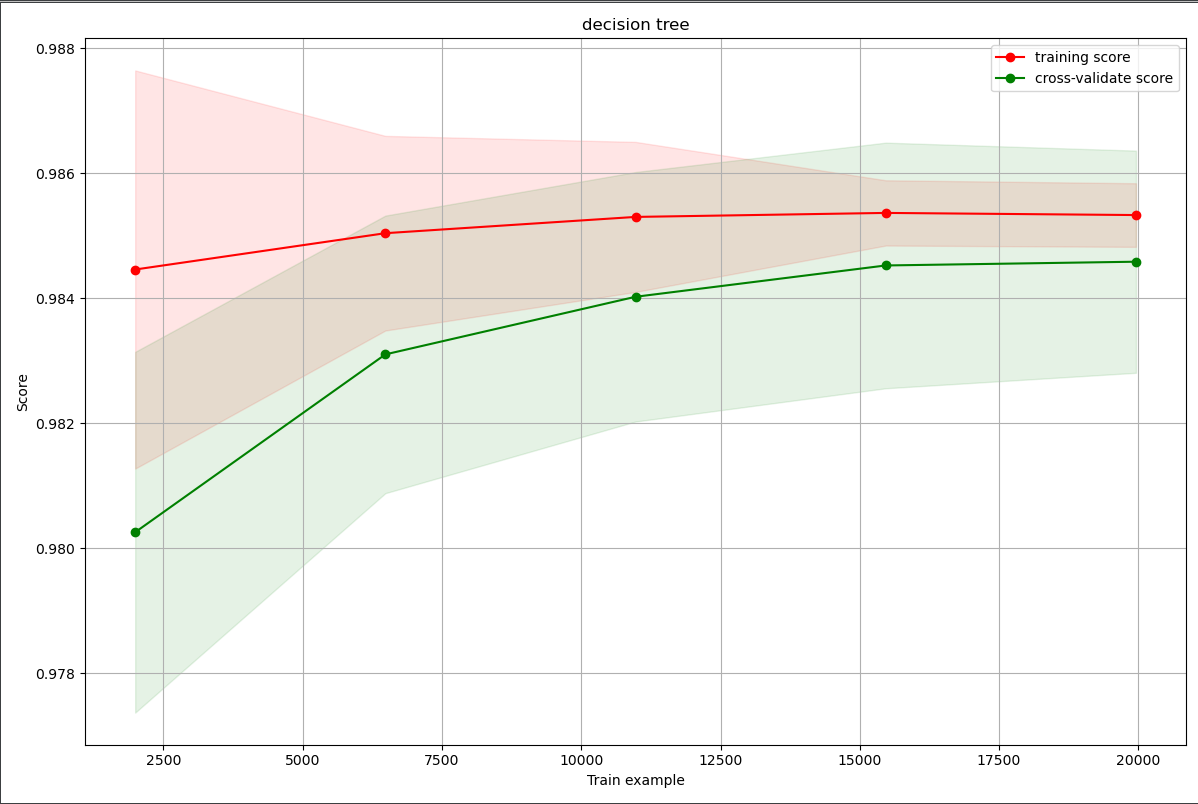 decision tree
training score
cross-validate score
0.988
0.986
0.984
0.982
0.980
0.978
Score
2500 5000 7500 10000 12500 15000 17500 20000
Train example